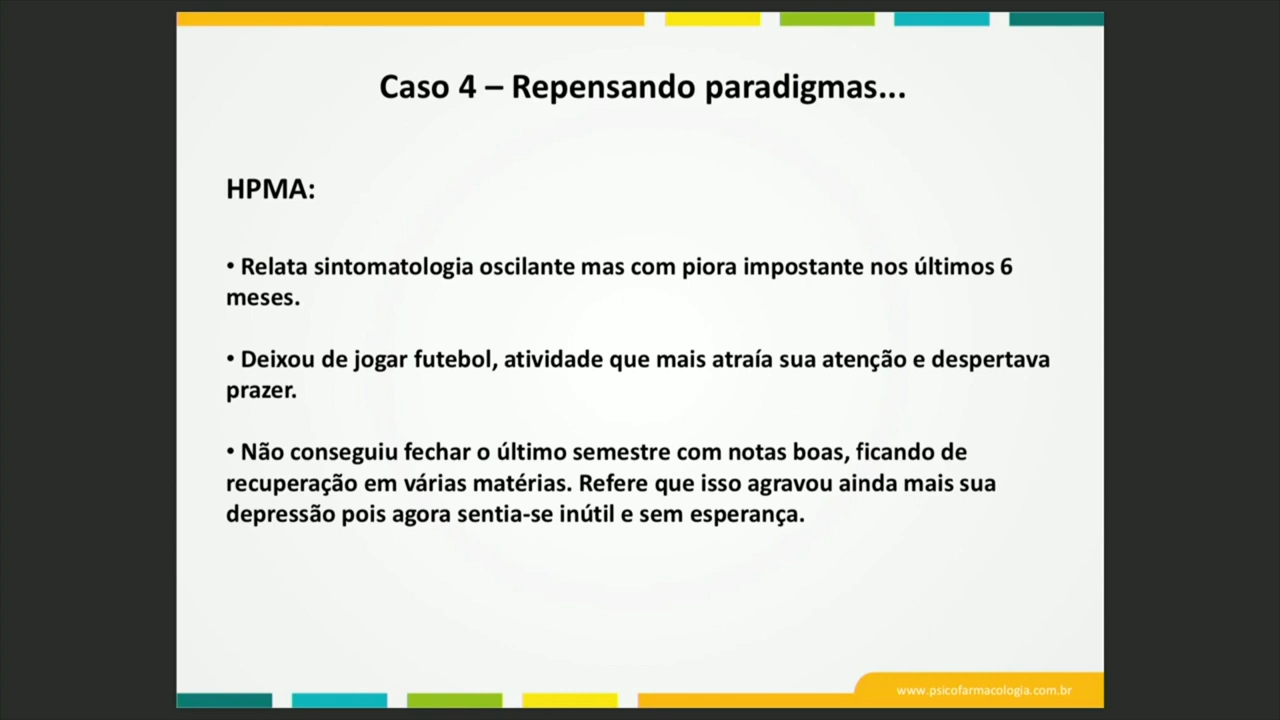 Caso 4 – Repensando paradigmas...
HPMA:
• Relata sintomatologia oscilante mas com piora impostante nos últimos 6
meses.
• Deixou de jogar futebol, atividade que mais atraía sua atenção e despertava
prazer.
• Não conseguiu fechar o último semestre com notas boas, ficando de
recuperação em várias matérias. Refere que isso agravou ainda mais sua
depressão pois agora sentia-se inútil e sem esperança.
www.psicofarmacologia.com.br